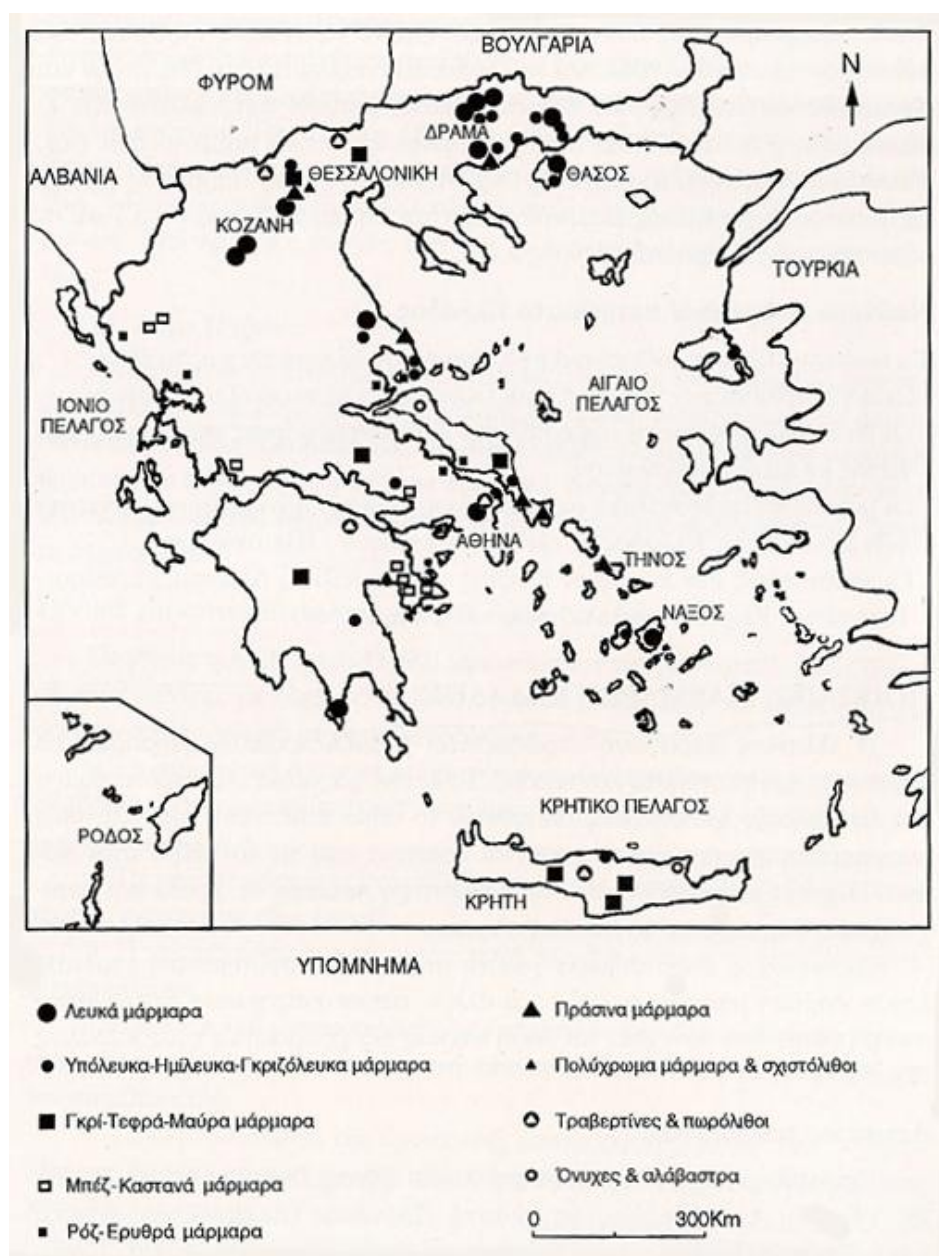 ΒΟΥΛΓΑΡΙΑ
ΦΥΡΟΜ
N
ΔΡΑΜΑ
ΑΛΒΑΝΙΑ
ΘΕΣΣΑΛΟΝΙΚΗ
ΘΑΣΟΣ
ΚΟΖΑΝΗ
ΤΟΥΡΚΙΑ
ΙΟΝΙΟ
ΠΕΛΑΓΟΣ
ΑΙΓΑΙΟ
ΠΕΛΑΓΟΣ
ΑΘΗΝΑ
ΤΗΝΟΣ
ΝΑΞΟΣ
ΚΡΗΤΙΚΟ ΠΕΛΑΓΟΣ
ΡΟΔΟΣ
ΚΡΗΤΗ
ΥΠΟΜΝΗΜΑ
Λευκά μάρμαρα
Υπόλευκα-Ημίλευκα-Γκριζόλευκα μάρμαρα
Γκρί-Τεφρά-Μαύρα μάρμαρα
Μπέζ-Καστανά μάρμαρα
Ρόζ-Ερυθρά μάρμαρα
Πράσινα μάρμαρα
Πολύχρωμα μάρμαρα & σχιστόλιθοι
Τραβερτίνες & πωρόλιθοι
Όνυχες & αλάβαστρα
0 300Km